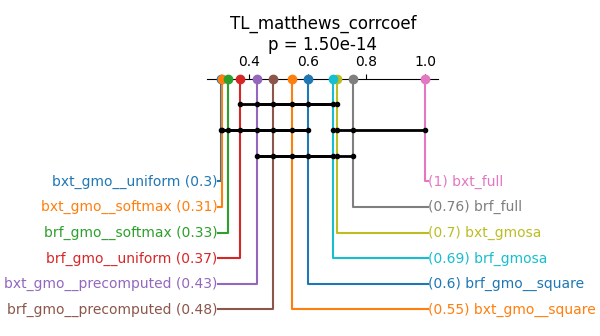 TL_matthews_corrcoef
p = 1.50e-14
0.4 0.6 0.8 1.0
bxt_gmo__uniform (0.3) (1) bxt_full
bxt_gmo__softmax (0.31) (0.76) brf_full
brf_gmo__softmax (0.33) (0.7) bxt_gmosa
brf_gmo__uniform (0.37) (0.69) brf_gmosa
bxt_gmo__precomputed (0.43) (0.6) brf_gmo__square
brf_gmo__precomputed (0.48) (0.55) bxt_gmo__square